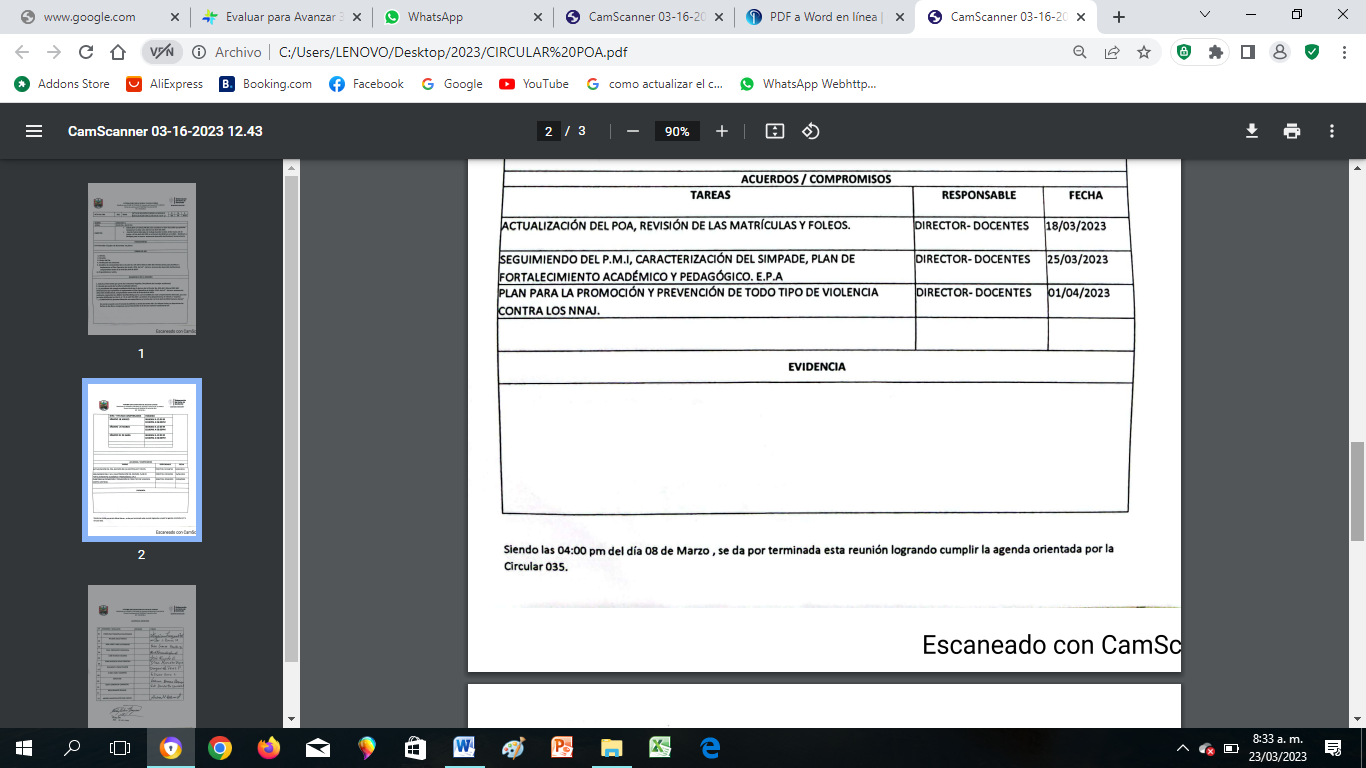 www.google.com
Evaluar para Avanzar 3
WhatsApp
CamScanner 03-16-20
PDF a Word en línea |
CamScanner 03-16-20
VPN
Archivo
C:/Users/LENOVO/Desktop/2023/CIRCULAR%20POA.pdf
Addons Store
AliExpress
B.
Booking.com
Facebook
Google
YouTube
como actualizar el c...
WhatsApp Webhttp...
CamScanner 03-16-2023 12.43
2 / 3
90%
1
2
Escaneado con CamSc
Escaneado con CamSc
ACUERDOS / COMPROMISOS
TAREAS RESPONSABLE FECHA
ACTUALIZACIÓN DEL POA, REVISIÓN DE LAS MATRÍCULAS Y FOLEOS. DIRECTOR- DOCENTES 18/03/2023
SEGUIMIENDO DEL P.M.I, CARACTERIZACIÓN DEL SIMPADE, PLAN DE DIRECTOR- DOCENTES 25/03/2023
FORTALECIMIENTO ACADÉMICO Y PEDAGÓGICO. E.P.A
PLAN PARA LA PROMOCIÓN Y PREVENCIÓN DE TODO TIPO DE VIOLENCIA DIRECTOR- DOCENTES 01/04/2023
CONTRA LOS NNAJ.
EVIDENCIA
Siendo las 04:00 pm del día 08 de Marzo , se da por terminada esta reunión logrando cumplir la agenda orientada por la
Circular 035.
Escaneado con CamSc
8:33 a. m.
23/03/2023